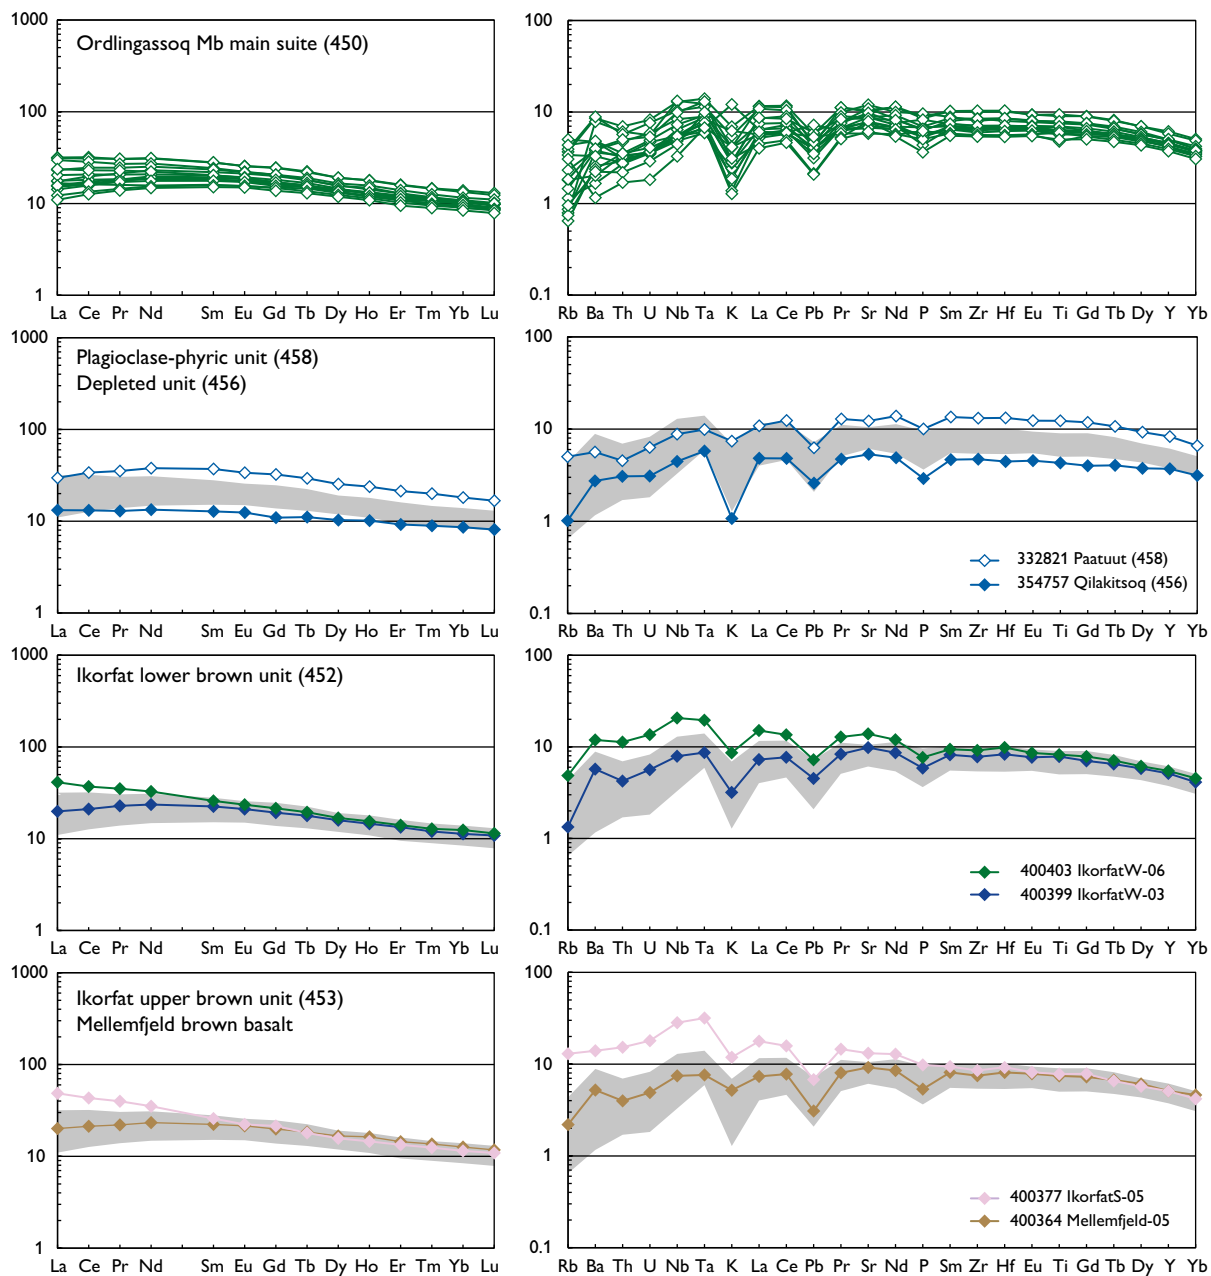 1000
100
10
1
Ordlingassoq Mb main suite (450)
La Ce Pr Nd Sm Eu Gd Tb Dy Ho Er Tm Yb Lu
100
10
1
0.1
Rb Ba Th U Nb Ta K La Ce Pb Pr Sr Nd P Sm Zr Hf Eu Ti Gd Tb Dy Y Yb
1000
100
10
1
Plagioclase-phyric unit (458)
Depleted unit (456)
La Ce Pr Nd Sm Eu Gd Tb Dy Ho Er Tm Yb Lu
100
10
1
0.1
332821 Paatuut (458)
354757 Qilakitsoq (456)
Rb Ba Th U Nb Ta K La Ce Pb Pr Sr Nd P Sm Zr Hf Eu Ti Gd Tb Dy Y Yb
1000
100
10
1
Ikorfat lower brown unit (452)
La Ce Pr Nd Sm Eu Gd Tb Dy Ho Er Tm Yb Lu
100
10
1
0.1
400403 IkorfatW-06
400399 IkorfatW-03
Rb Ba Th U Nb Ta K La Ce Pb Pr Sr Nd P Sm Zr Hf Eu Ti Gd Tb Dy Y Yb
1000
100
10
1
Ikorfat upper brown unit (453)
Mellemfjeld brown basalt
La Ce Pr Nd Sm Eu Gd Tb Dy Ho Er Tm Yb Lu
100
10
1
0.1
400377 IkorfatS-05
400364 Mellemfjeld-05
Rb Ba Th U Nb Ta K La Ce Pb Pr Sr Nd P Sm Zr Hf Eu Ti Gd Tb Dy Y Yb